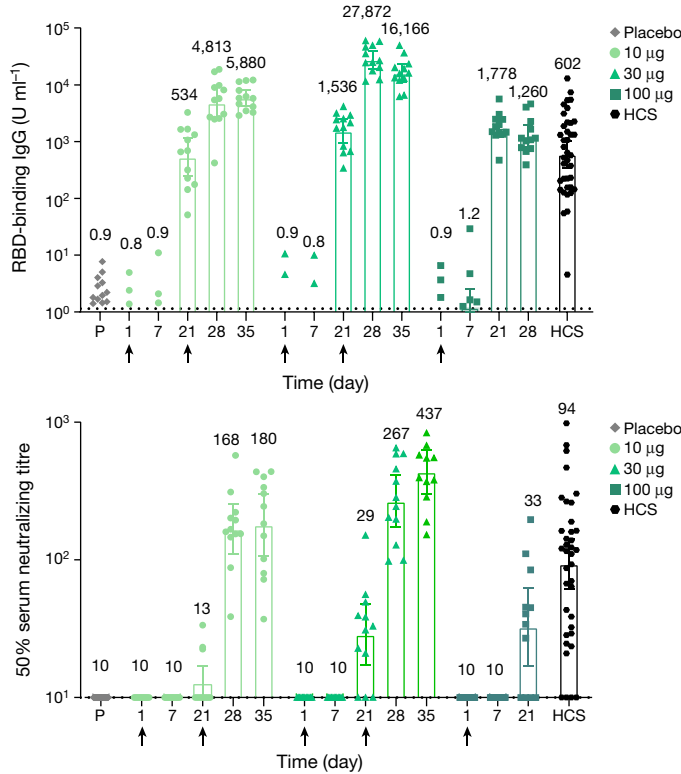 10⁵
10⁴
10³
10²
10¹
10⁰
RBD-binding IgG (U ml⁻¹)
0.9
0.8
0.9
534
4,813
5,880
0.9
0.8
1,536
27,872
16,166
0.9
1.2
1,778
1,260
602
Placebo
10 μg
30 μg
100 μg
HCS
P 1 7 21 28 35 1 7 21 28 35 1 7 21 28 HCS
Time (day)
10³
10²
10¹
50% serum neutralizing titre
10
10
10
13
168
180
10
10
29
267
437
10
10
33
94
Placebo
10 μg
30 μg
100 μg
HCS
P 1 7 21 28 35 1 7 21 28 35 1 7 21 HCS
Time (day)